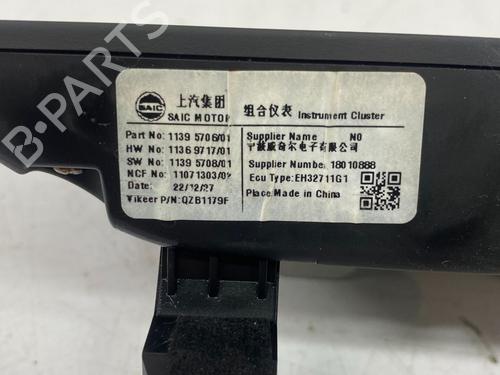 SAIC
上汽集团
SAIC MOTOR
组合仪表 Instrument Cluster
Part No: 1139 5706/01
HW No: 1136 9717/01
SW No: 1139 5708/01
NCF No: 11071303/02
Date: 22/12/27
Vikeer P/N: QZB1179F
Supplier Name NO
宁波威奇尔电子有限公司
Supplier Number 18010888
Ecu Type: EH32711G1
Place: Made in China
B-PARTS